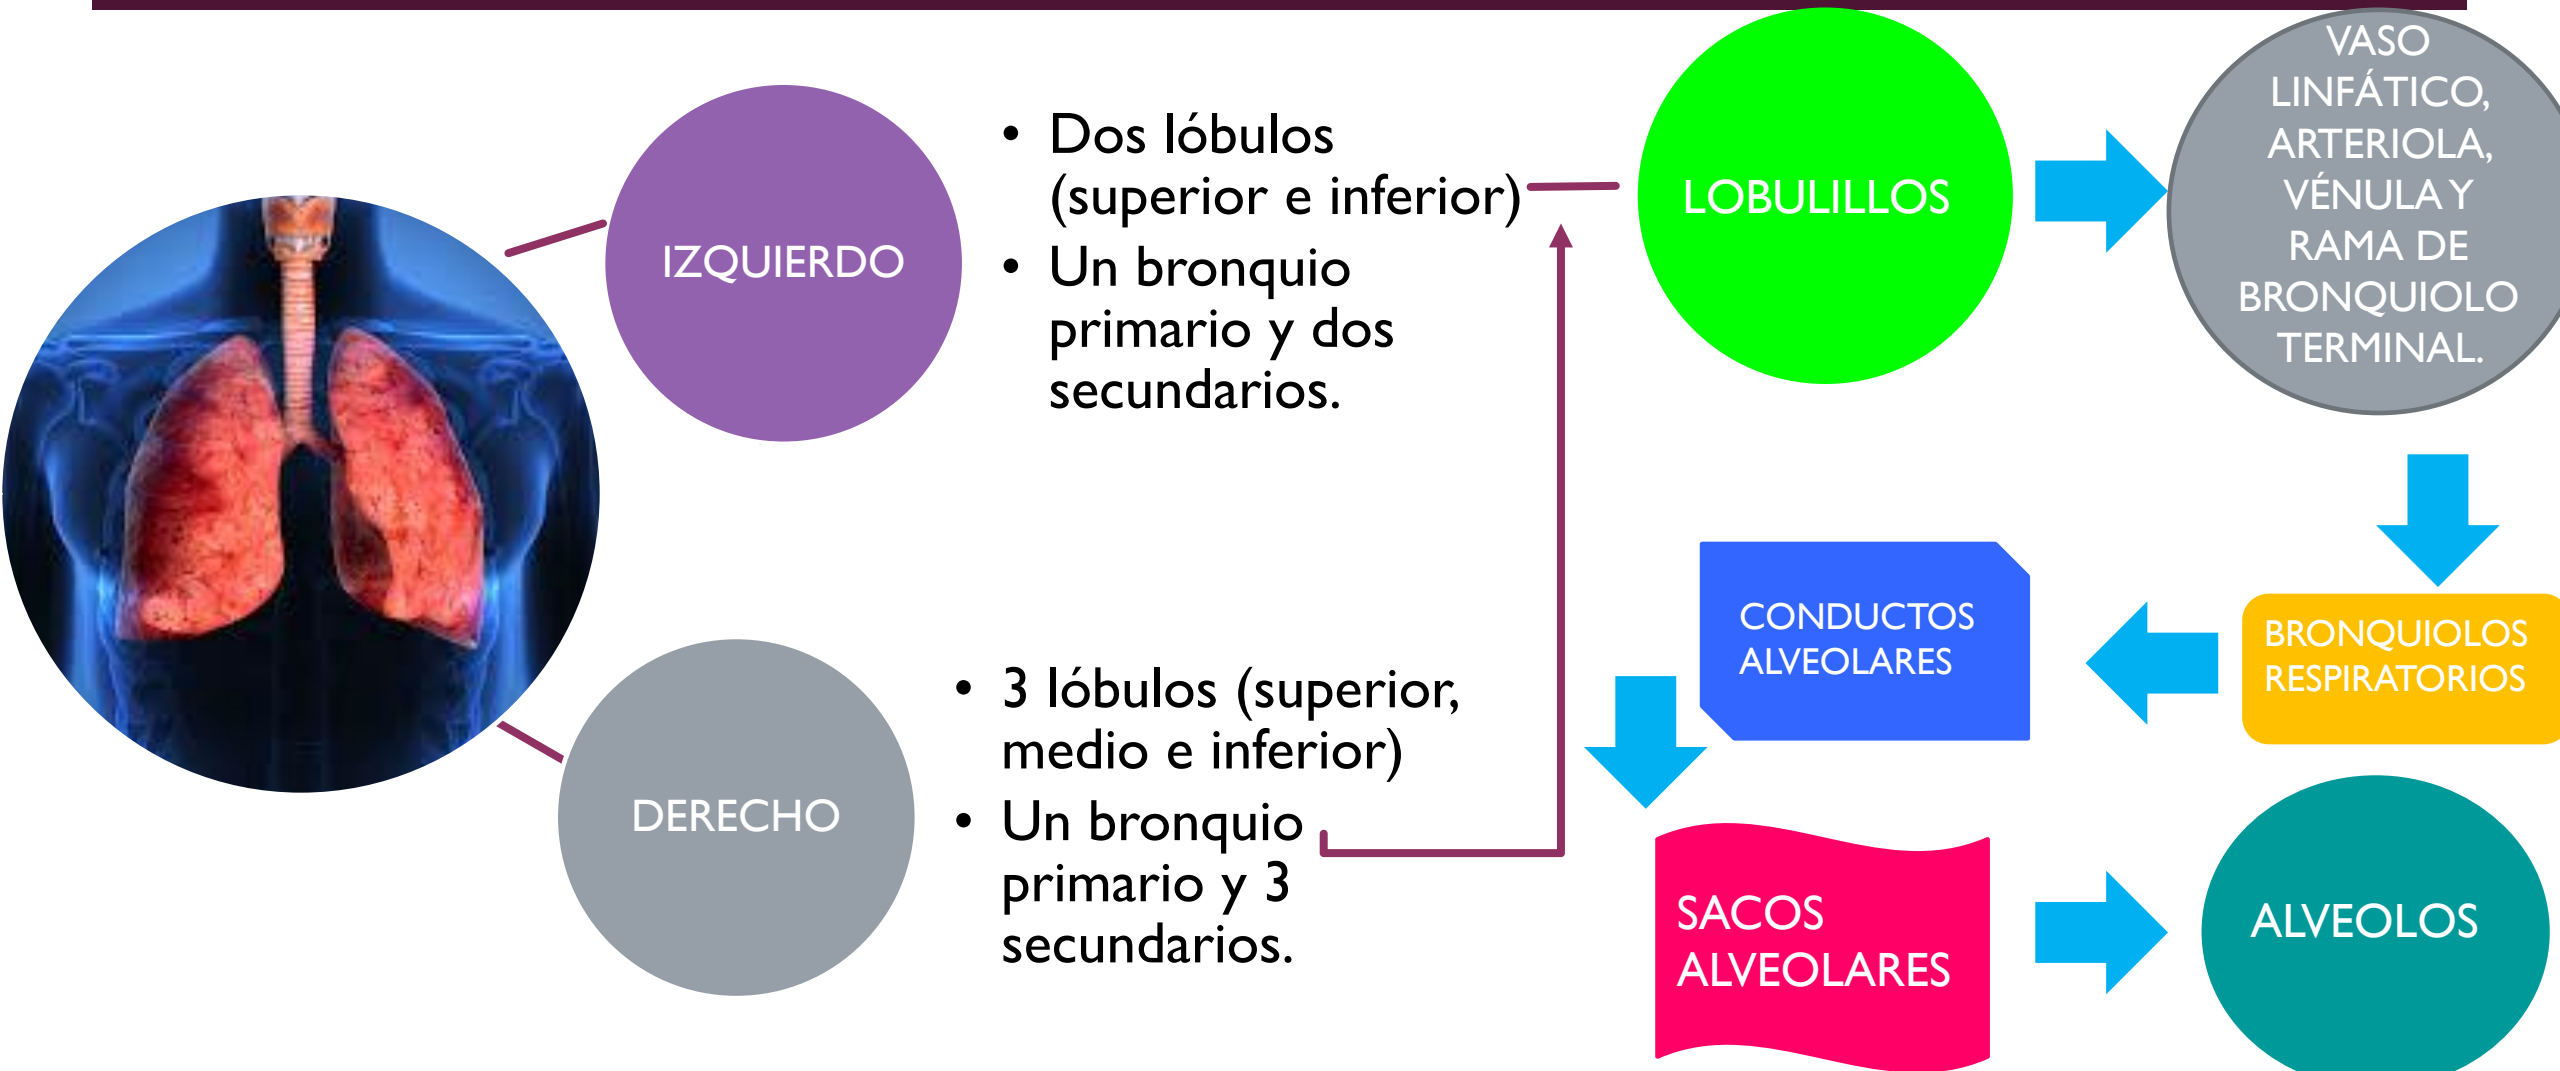 IZQUIERDO
• Dos lóbulos
(superior e inferior)
• Un bronquio
primario y dos
secundarios.
DERECHO
• 3 lóbulos (superior,
medio e inferior)
• Un bronquio
primario y 3
secundarios.
LOBULILLOS
VASO
LINFÁTICO,
ARTERIOLA,
VÉNULA Y
RAMA DE
BRONQUIOLO
TERMINAL.
BRONQUIOLOS
RESPIRATORIOS
CONDUCTOS
ALVEOLARES
SACOS
ALVEOLARES
ALVEOLOS